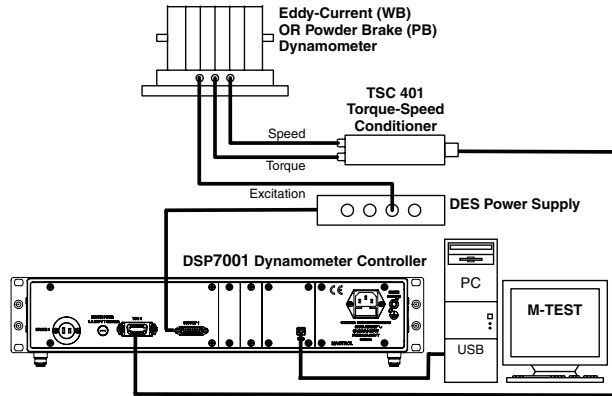 Eddy-Current (WB)
OR Powder Brake (PB)
Dynamometer
TSC 401
Torque-Speed
Conditioner
Speed
Torque
Excitation
DES Power Supply
DSP7001 Dynamometer Controller
PC
M-TEST
USB
MAGTROL